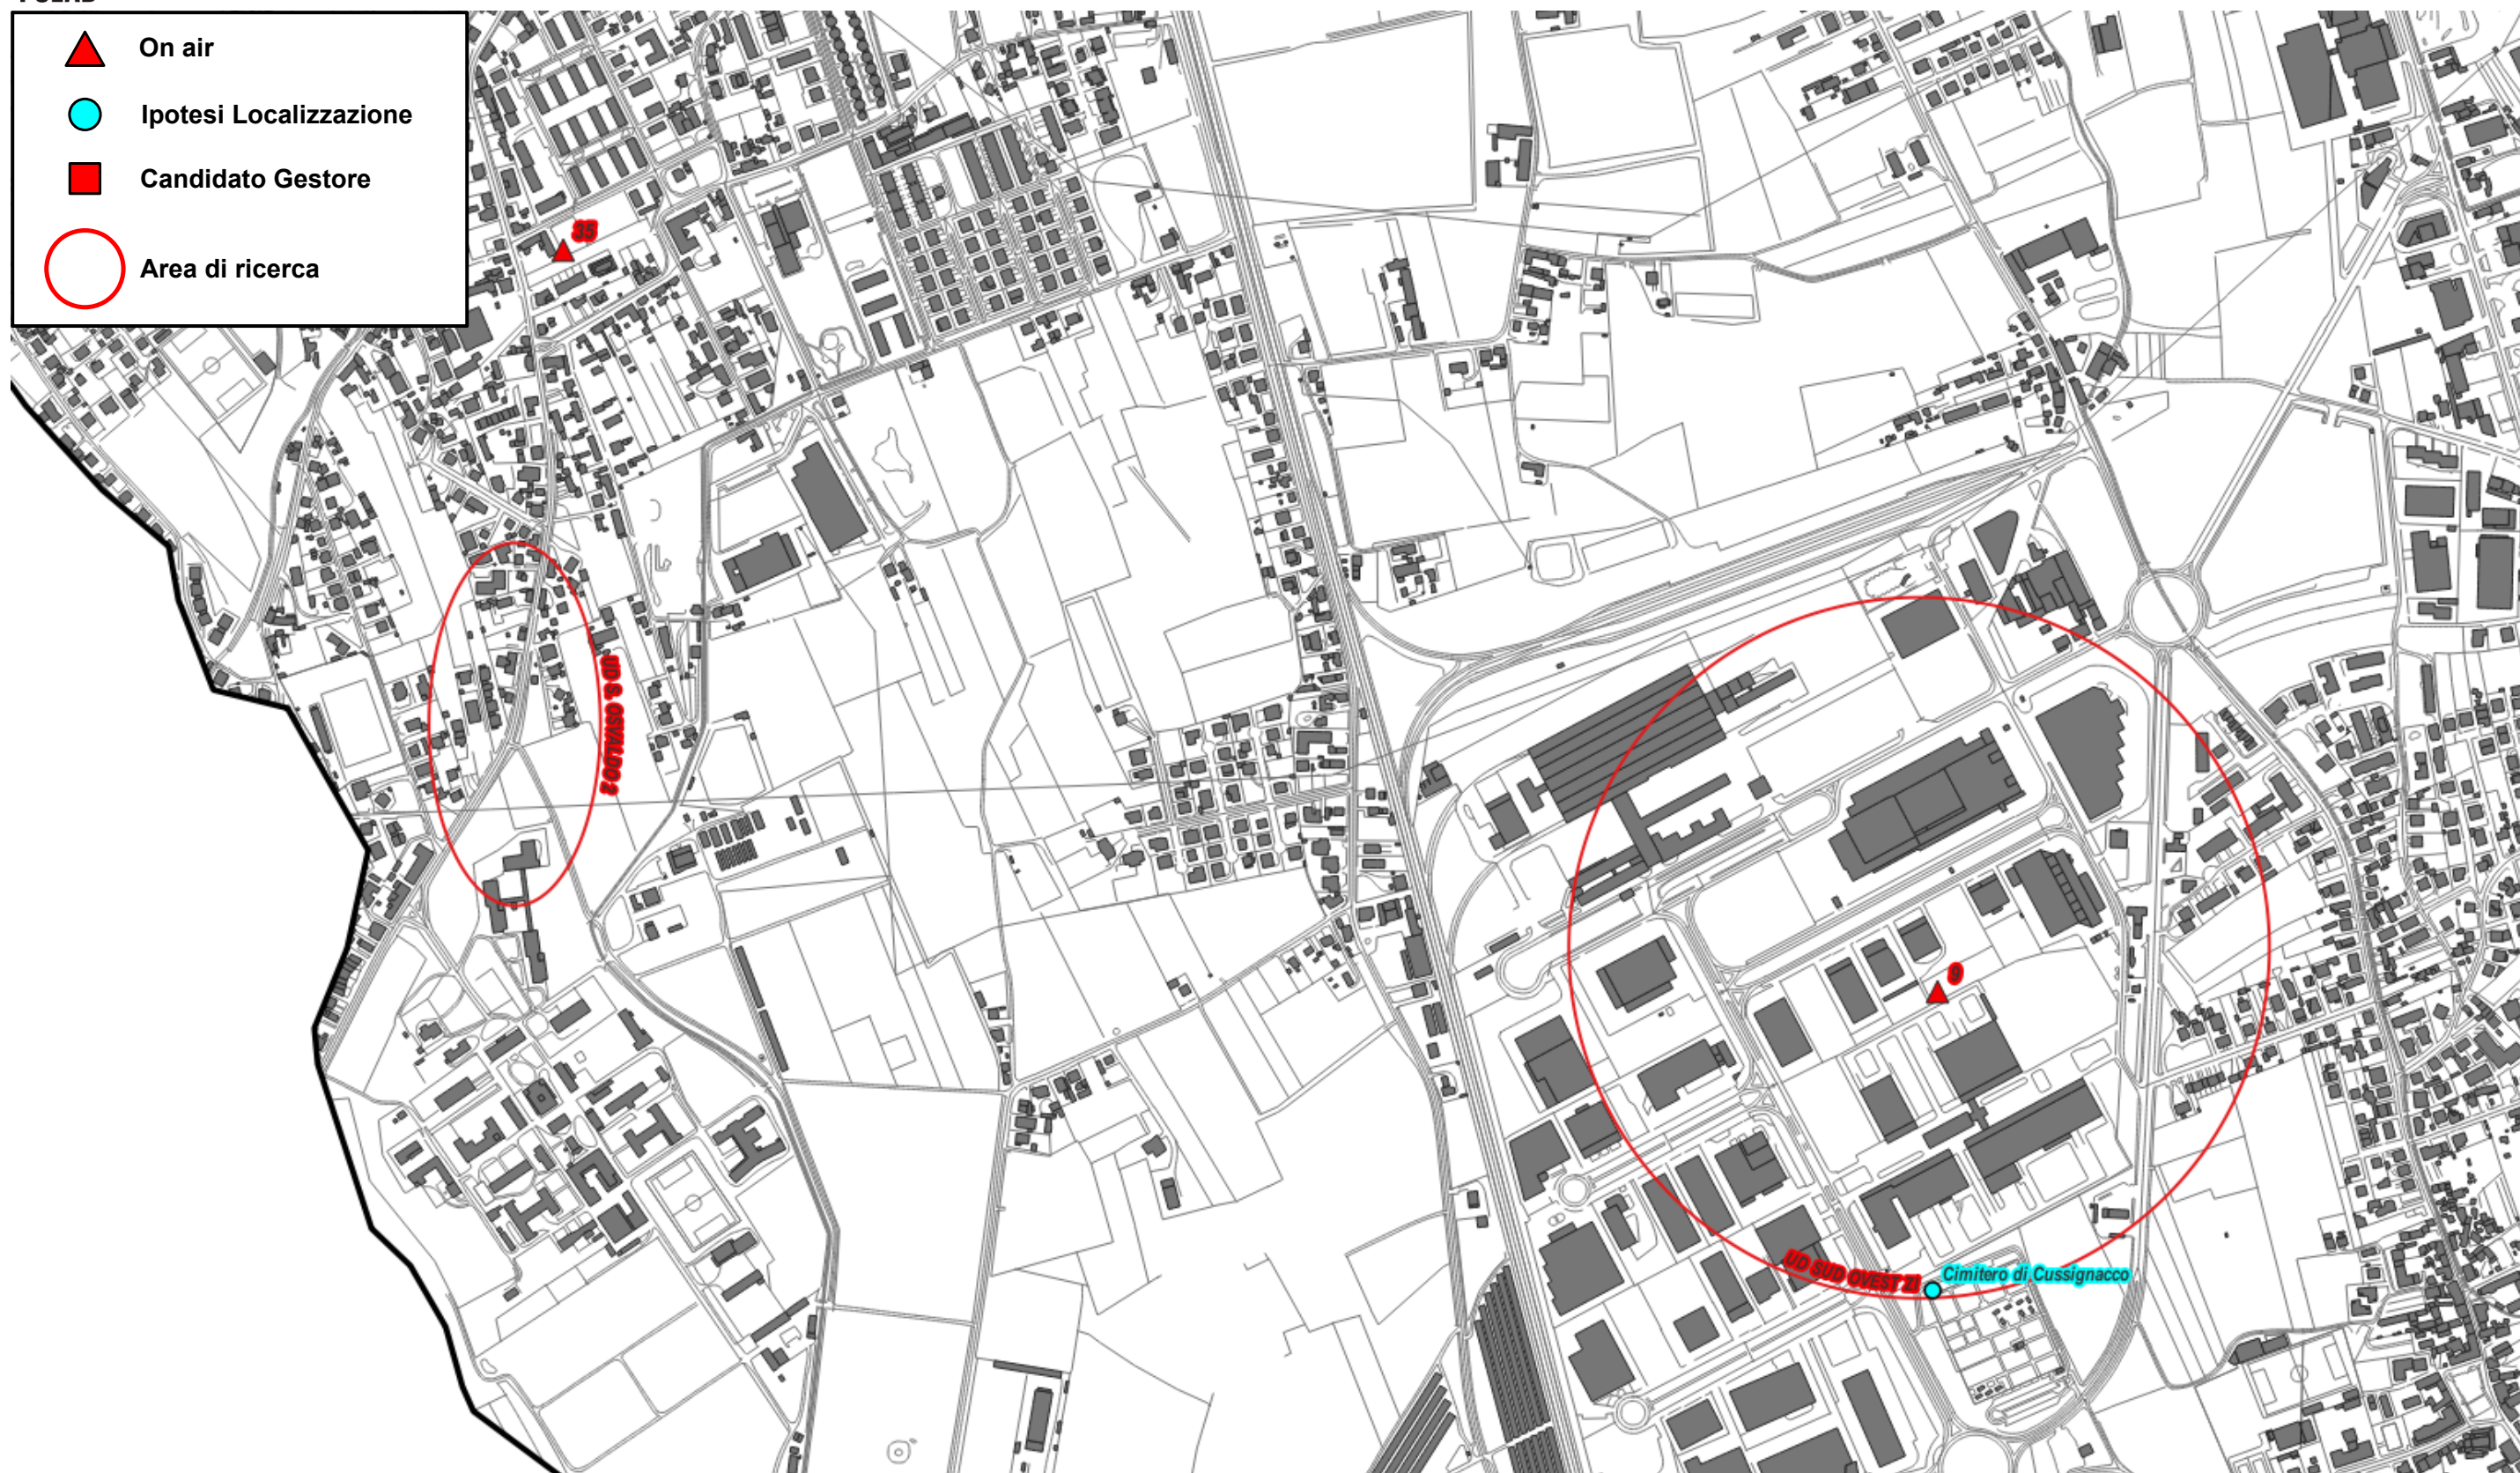 On air
Ipotesi Localizzazione
Candidato Gestore
Area di ricerca
35
UD S. OSVALDO 2
9
UD SUD OVEST ZI
Cimitero di Cussignacco